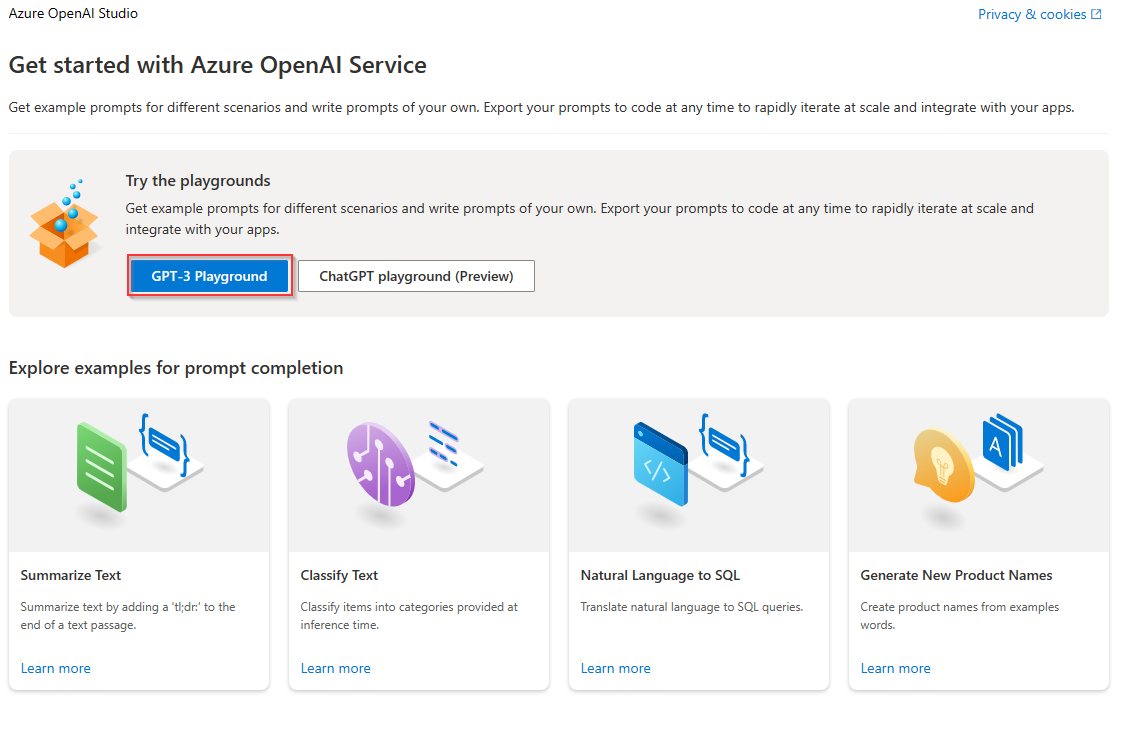 Azure OpenAI Studio
Privacy & cookies
Get started with Azure OpenAI Service
Get example prompts for different scenarios and write prompts of your own. Export your prompts to code at any time to rapidly iterate at scale and integrate with your apps.
Try the playgrounds
Get example prompts for different scenarios and write prompts of your own. Export your prompts to code at any time to rapidly iterate at scale and
integrate with your apps.
GPT-3 Playground
ChatGPT playground (Preview)
Explore examples for prompt completion
A
Summarize Text
Summarize text by adding a 'tl;dr:' to the
end of a text passage.
Learn more
Classify Text
Classify items into categories provided at
inference time.
Learn more
Natural Language to SQL
Translate natural language to SQL queries.
Learn more
Generate New Product Names
Create product names from examples
words.
Learn more